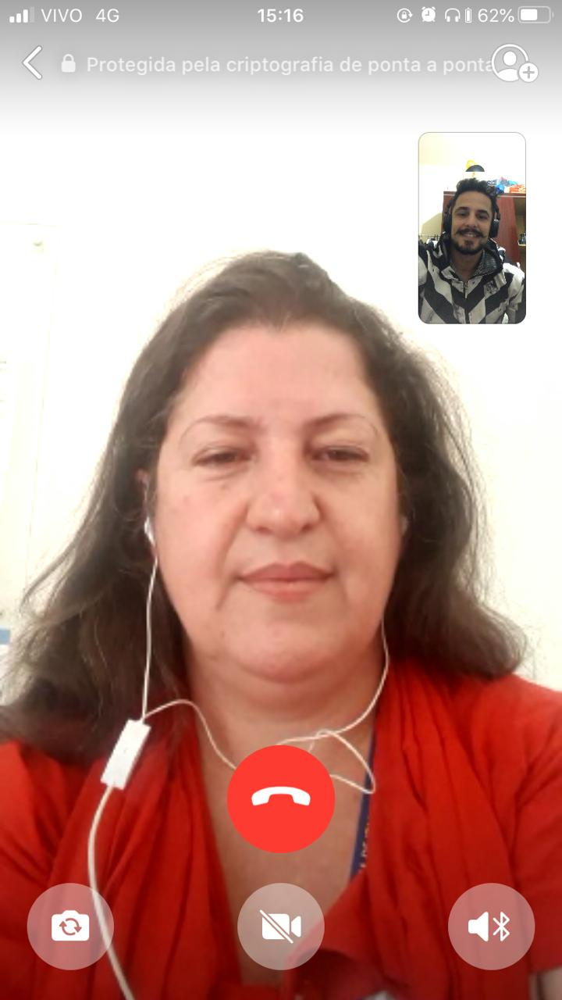 VIVO 4G 15:16 62%
Protegida pela criptografia de ponta a ponta